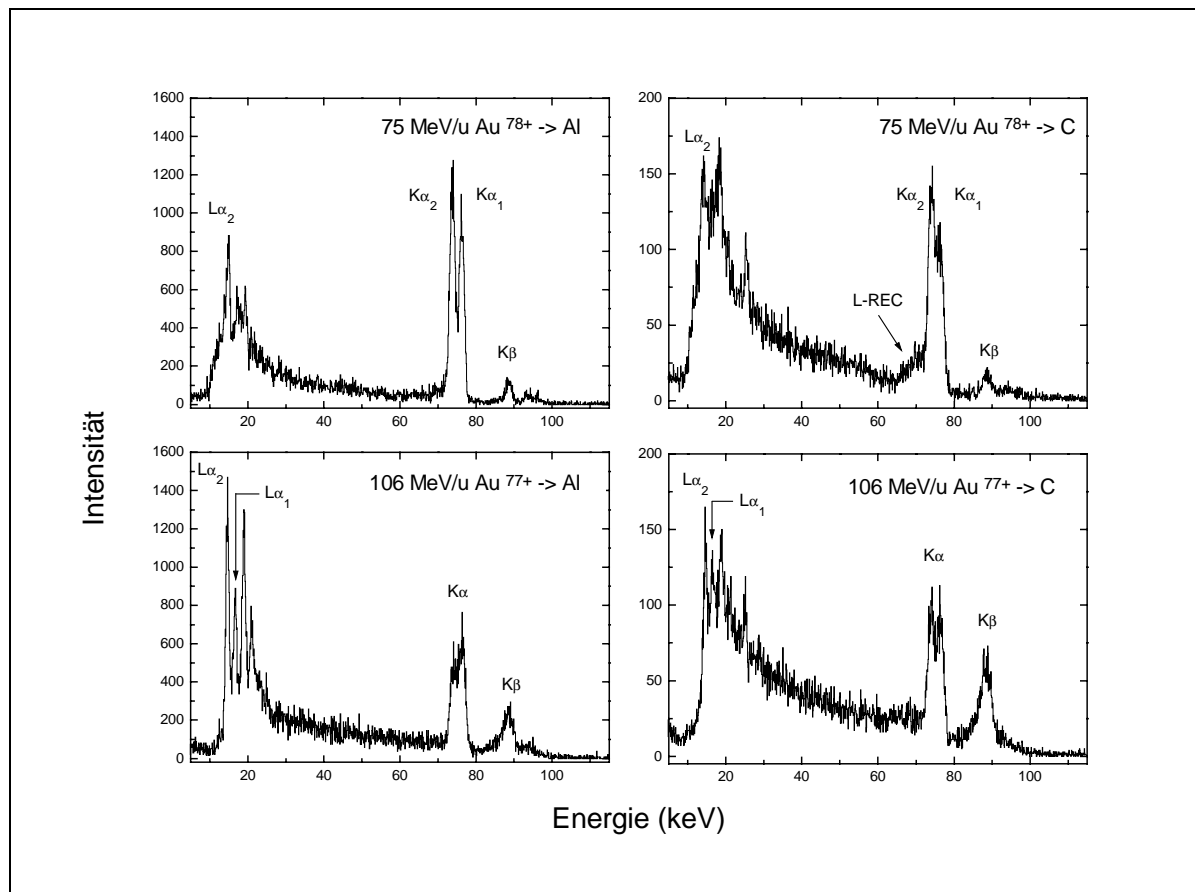 Intensität
75 MeV/u Au 78+ -> Al
1600
1400
1200
1000
800
600
400
200
0
Lα2
Kα2
Kα1
Kβ
20 40 60 80 100
75 MeV/u Au 78+ -> C
200
150
100
50
0
Lα2
Kα2
Kα1
L-REC
Kβ
20 40 60 80 100
106 MeV/u Au 77+ -> Al
1600
1400
1200
1000
800
600
400
200
0
Lα2
Lα1
Kα
Kβ
20 40 60 80 100
106 MeV/u Au 77+ -> C
200
150
100
50
0
Lα2
Lα1
Kα
Kβ
20 40 60 80 100
Energie (keV)